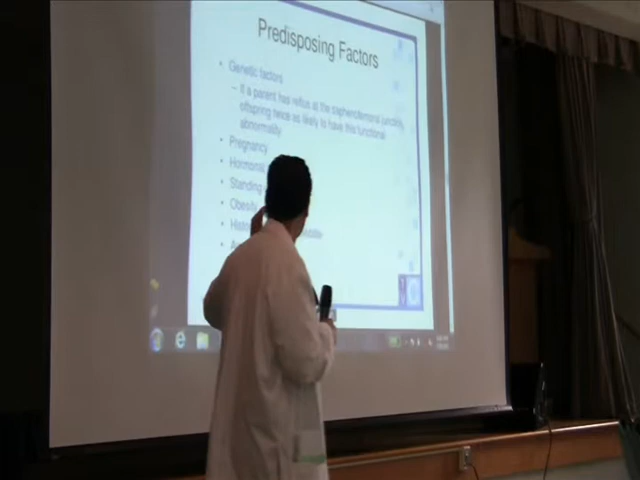 Predisposing Factors
• Genetic factors
– If a parent has reflux at the saphenofemoral junction,
offspring twice as likely to have this functional
abnormality
• Pregnancy
• Hormonal
• Standing
• Obesity